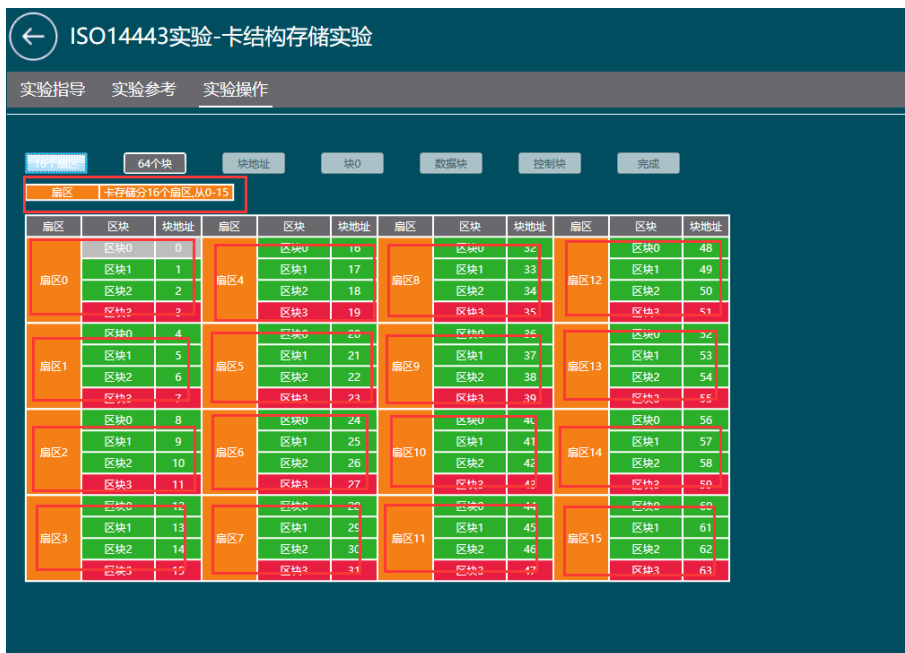 ISO14443实验-卡结构存储实验
实验指导 实验参考 实验操作
16个扇区 64个块 块地址 块0 数据块 控制块 完成
扇区 卡存储分16个扇区,从0-15
扇区 区块 块地址 扇区 区块 块地址 扇区 区块 块地址 扇区 区块 块地址
扇区0 区块0 0 扇区4 区块0 16 扇区8 区块0 32 扇区12 区块0 48
区块1 1 区块1 17 区块1 33 区块1 49
区块2 2 区块2 18 区块2 34 区块2 50
区块3 3 区块3 19 区块3 35 区块3 51
扇区1 区块0 4 扇区5 区块0 20 扇区9 区块0 36 扇区13 区块0 52
区块1 5 区块1 21 区块1 37 区块1 53
区块2 6 区块2 22 区块2 38 区块2 54
区块3 7 区块3 23 区块3 39 区块3 55
扇区2 区块0 8 扇区6 区块0 24 扇区10 区块0 40 扇区14 区块0 56
区块1 9 区块1 25 区块1 41 区块1 57
区块2 10 区块2 26 区块2 42 区块2 58
区块3 11 区块3 27 区块3 43 区块3 59
扇区3 区块0 12 扇区7 区块0 28 扇区11 区块0 44 扇区15 区块0 60
区块1 13 区块1 29 区块1 45 区块1 61
区块2 14 区块2 30 区块2 46 区块2 62
区块3 15 区块3 31 区块3 47 区块3 63